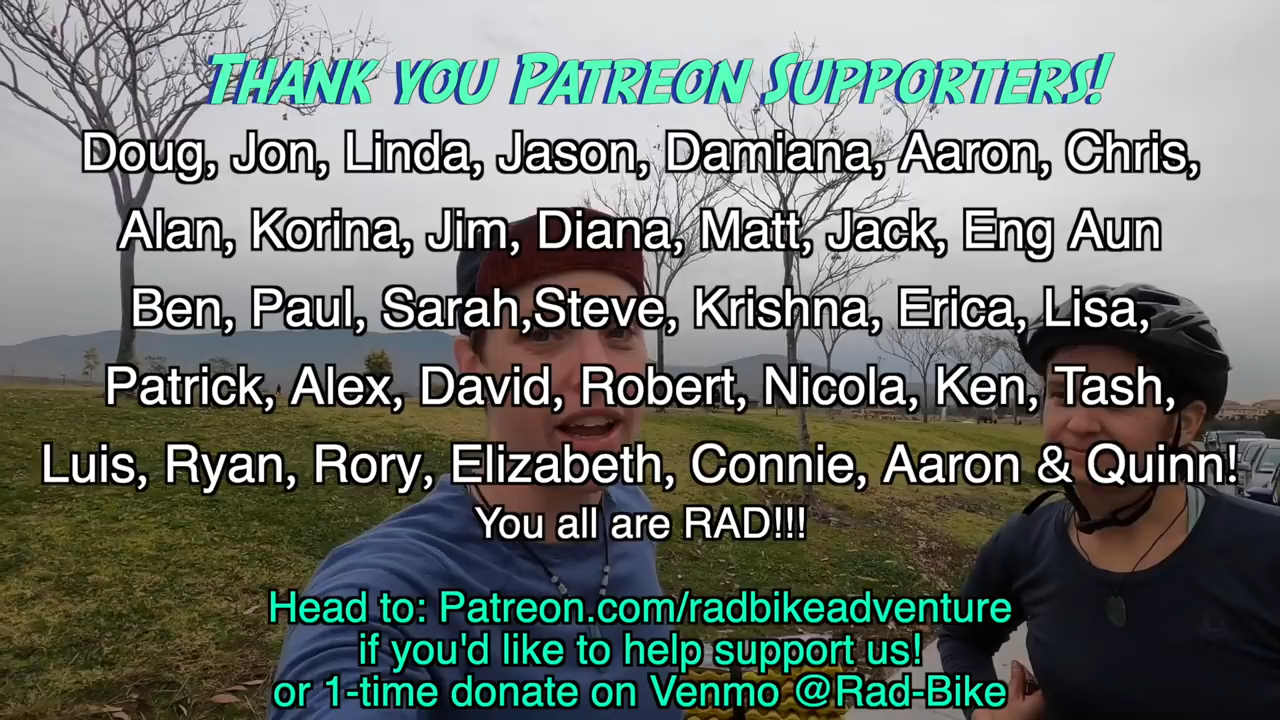 Thank you Patreon Supporters!
Doug, Jon, Linda, Jason, Damiana, Aaron, Chris,
Alan, Korina, Jim, Diana, Matt, Jack, Eng Aun
Ben, Paul, Sarah,Steve, Krishna, Erica, Lisa,
Patrick, Alex, David, Robert, Nicola, Ken, Tash,
Luis, Ryan, Rory, Elizabeth, Connie, Aaron & Quinn!
You all are RAD!!!
Head to: Patreon.com/radbikeadventure
if you'd like to help support us!
or 1-time donate on Venmo @Rad-Bike